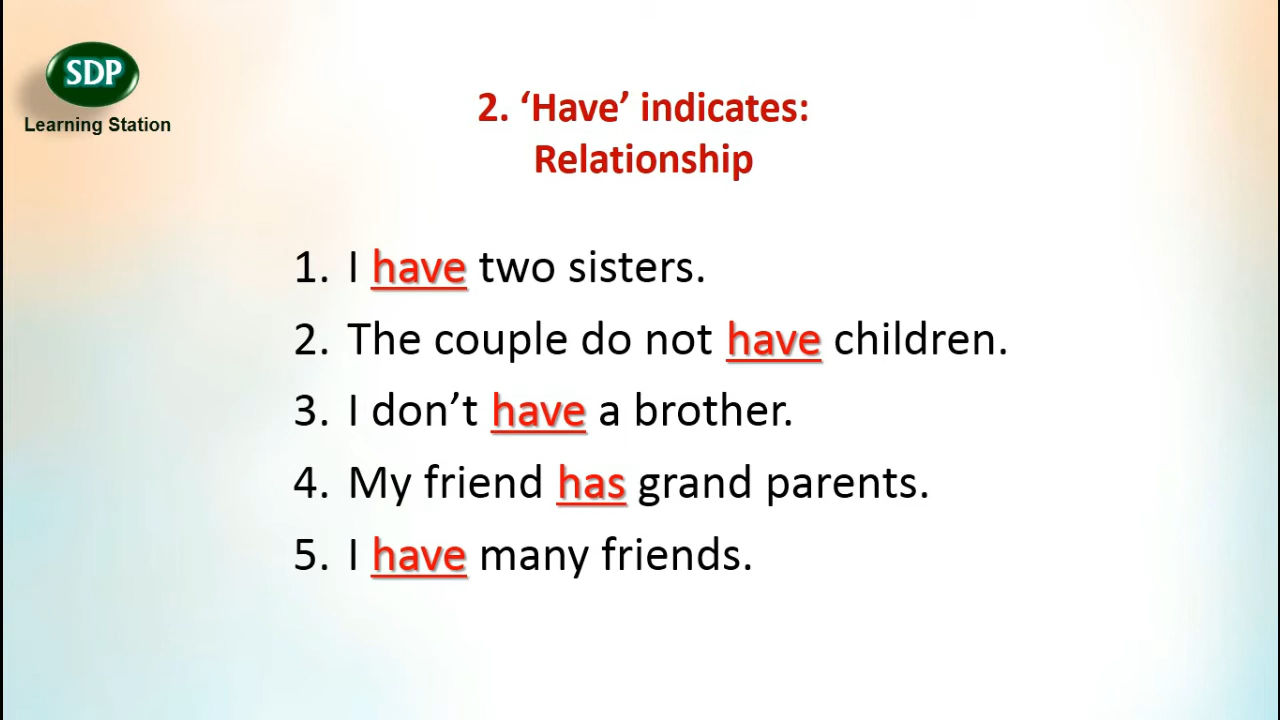 SDP
Learning Station
2. ‘Have’ indicates:
Relationship
1. I have two sisters.
2. The couple do not have children.
3. I don’t have a brother.
4. My friend has grand parents.
5. I have many friends.